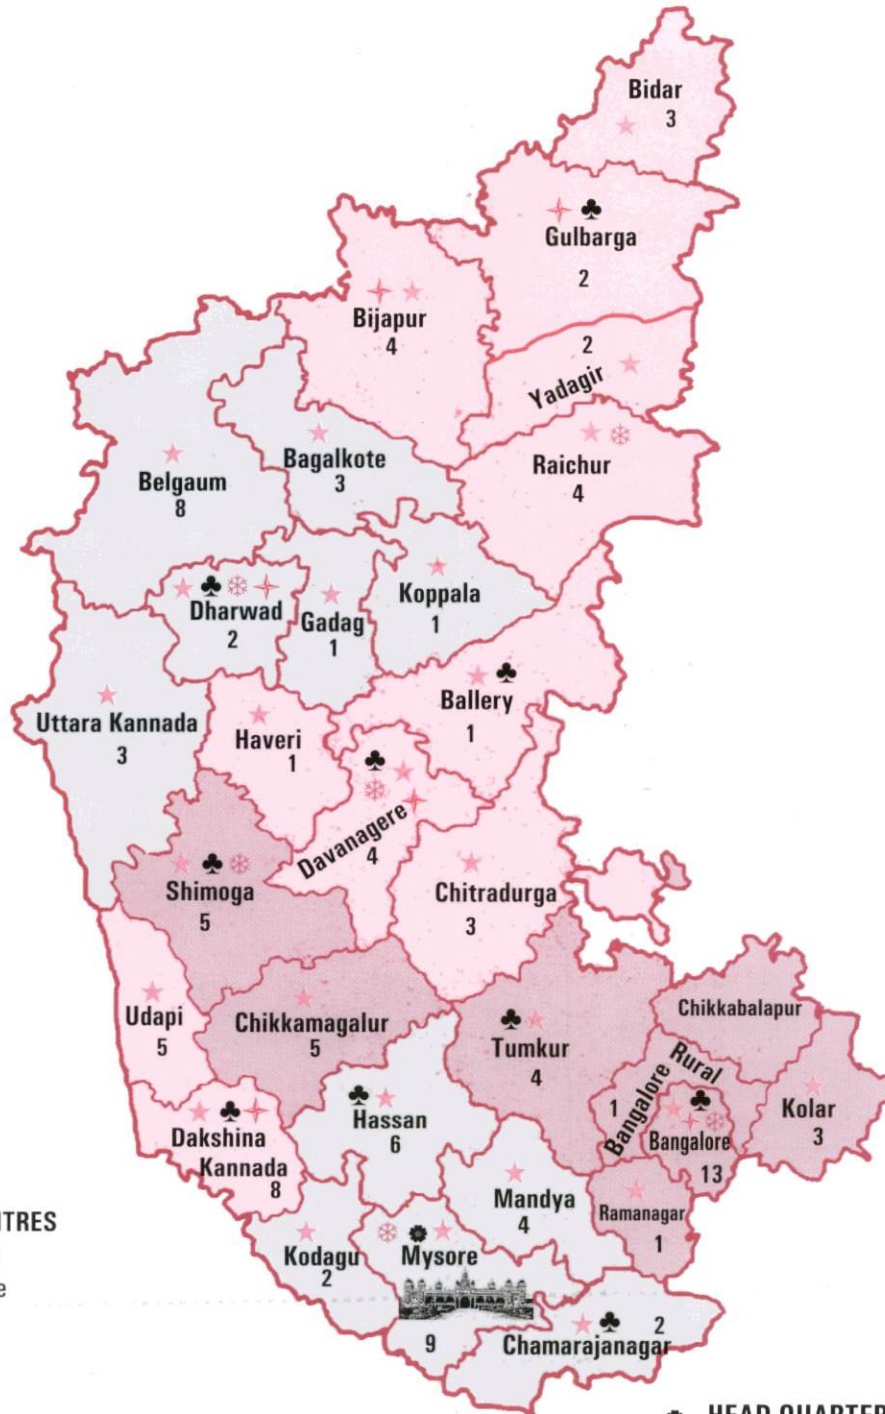 Bidar
3
Gulbarga
2
Bijapur
4
2
Yadagir
Raichur
4
Bagalkote
3
Belgaum
8
Dharwad
2
Gadag
1
Koppala
1
Ballery
1
Uttara Kannada
3
Haveri
1
Davanagere
4
Shimoga
5
Chitradurga
3
Udapi
5
Chikkamagalur
5
Tumkur
4
Chikkabalapur
Bangalore Rural
1
Kolar
3
Bangalore
13
Hassan
6
Dakshina
Kannada
8
Mandya
4
Ramanagar
1
Kodagu
2
Mysore
9
Chamarajanagar
2